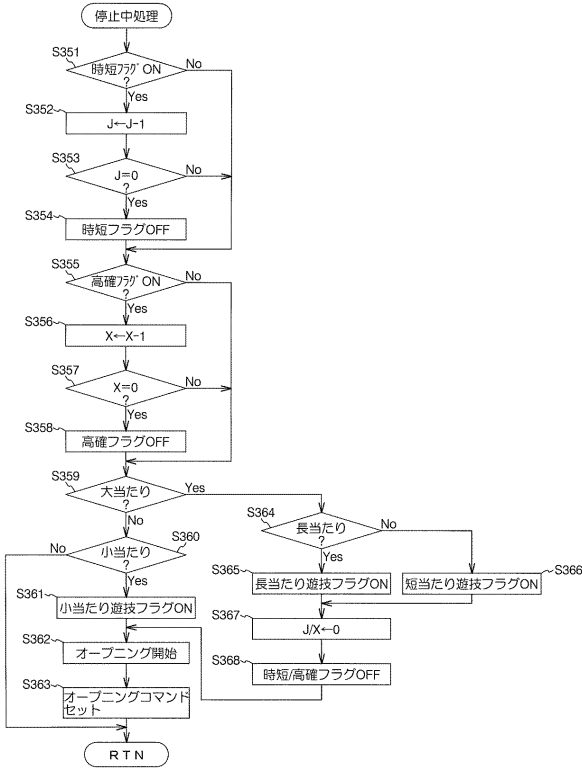 停止中処理
S351
時短フラグON
?
No
Yes
S352
J←J-1
S353
J=0
?
No
Yes
S354
時短フラグOFF
S355
高確フラグON
?
No
Yes
S356
X←X-1
S357
X=0
?
No
Yes
S358
高確フラグOFF
S359
大当たり
?
Yes
No
S360
小当たり
?
No
Yes
S361
小当たり遊技フラグON
S362
オープニング開始
S363
オープニングコマンド
セット
RTN
S364
長当たり
?
No
Yes
S365
長当たり遊技フラグON
S366
短当たり遊技フラグON
S367
J/X←0
S368
時短/高確フラグOFF